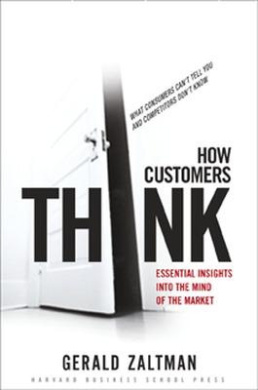 WHAT CONSUMERS CAN'T TELL YOU
AND COMPETITORS DON'T KNOW
HOW
CUSTOMERS
THINK
ESSENTIAL INSIGHTS
INTO THE MIND
OF THE MARKET
GERALD ZALTMAN
HARVARD BUSINESS SCHOOL PRESS